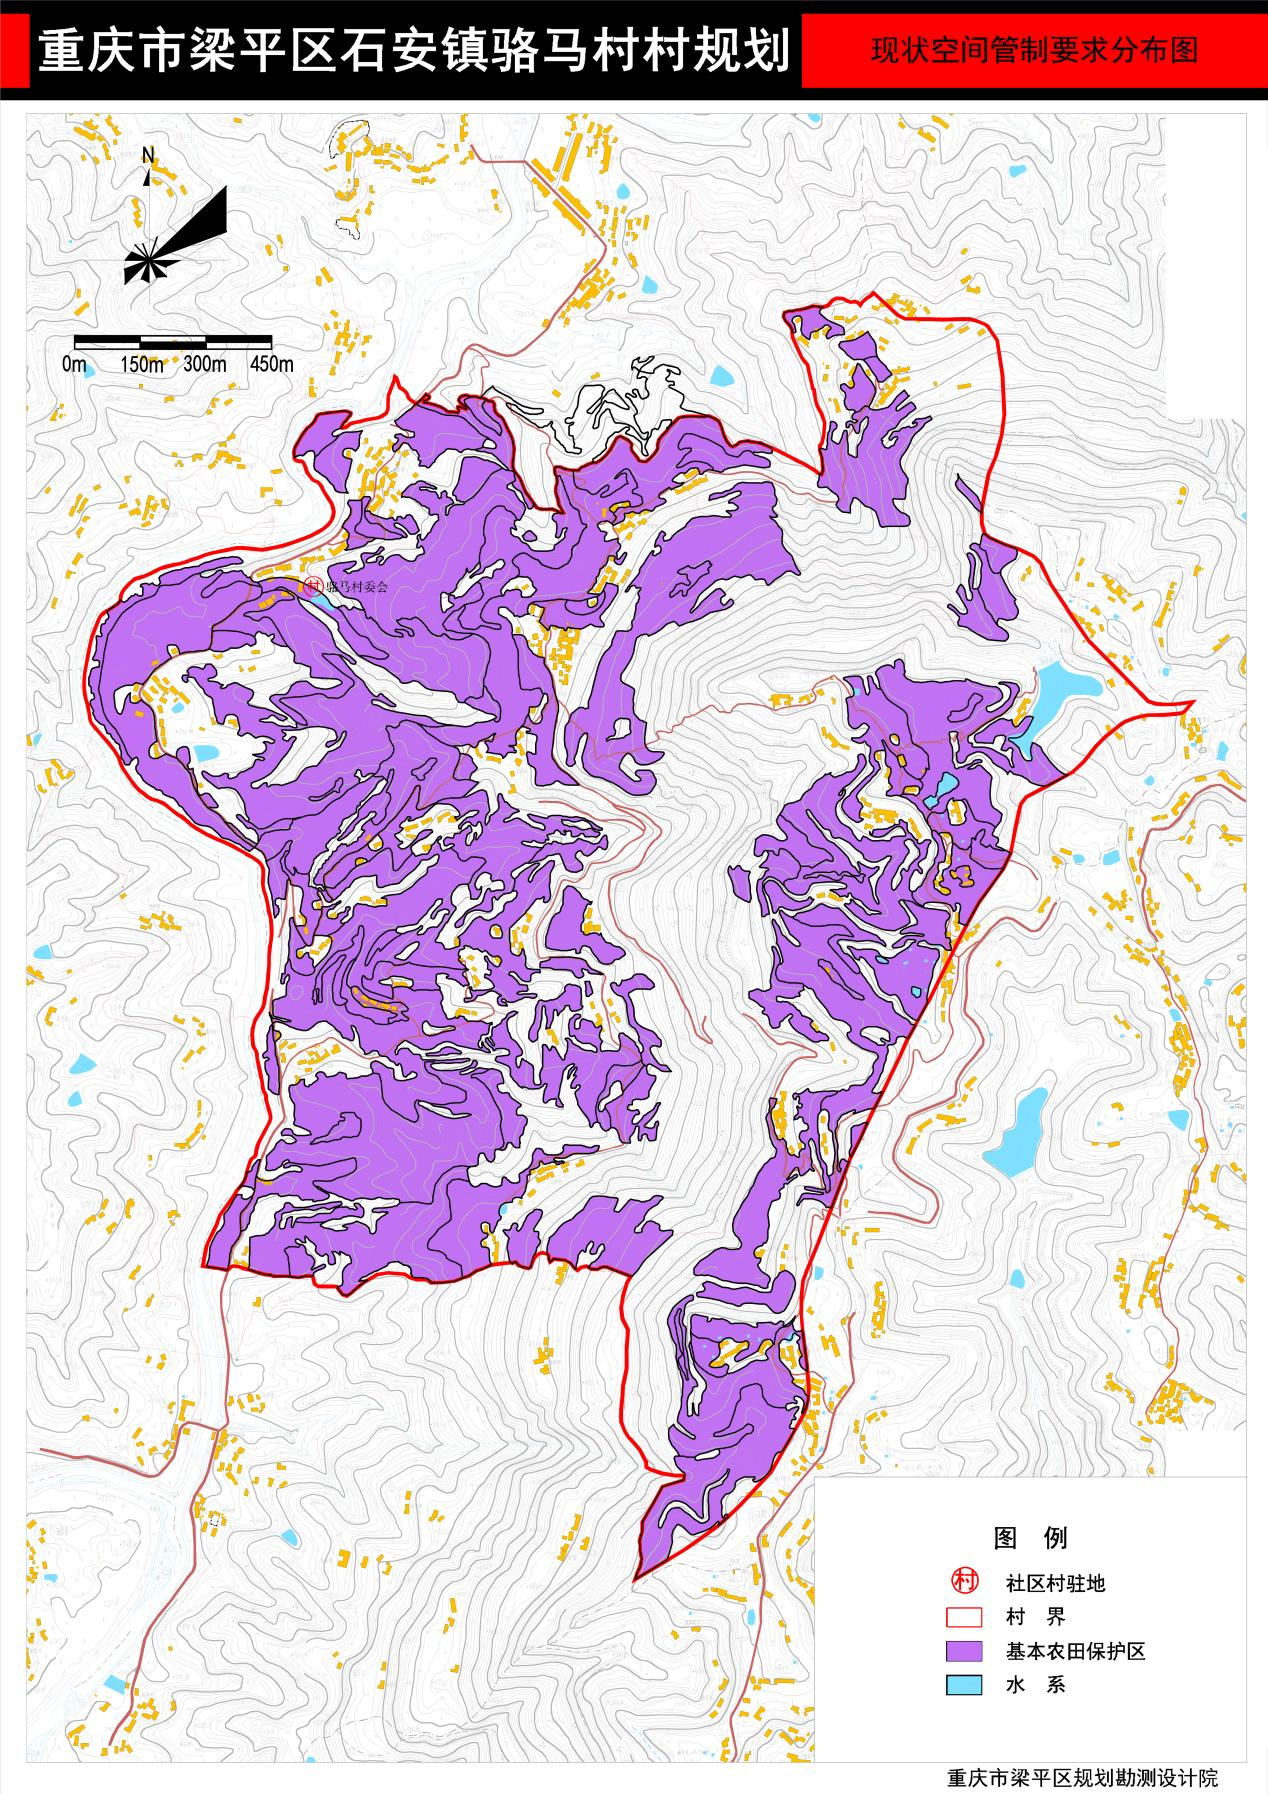 重庆市梁平区石安镇骆马村村规划
现状空间管制要求分布图
N
0m 150m 300m 450m
村 骆马村委会
图 例
村 社区村驻地
村 界
基本农田保护区
水 系
重庆市梁平区规划勘测设计院